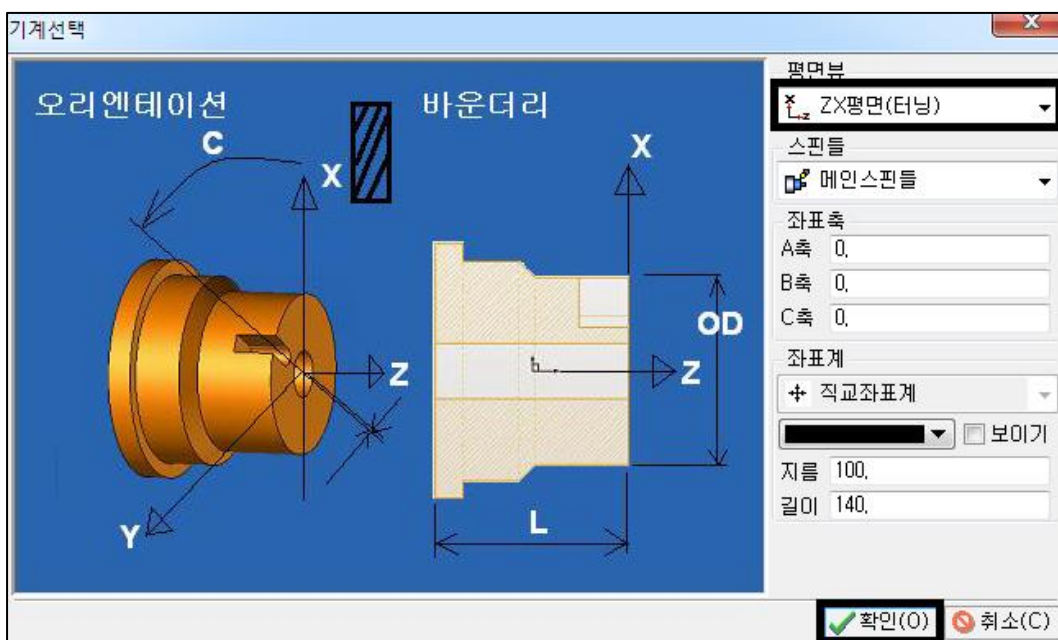 기계선택
오리엔테이션
바운더리
C
X
Z
Y
X
OD
Z
L
평면뷰
X Z ZX평면(터닝)
스핀들
메인스핀들
좌표축
A축 0,
B축 0,
C축 0,
좌표계
직교좌표계
보이기
지름 100,
길이 140,
확인(O) 취소(C)